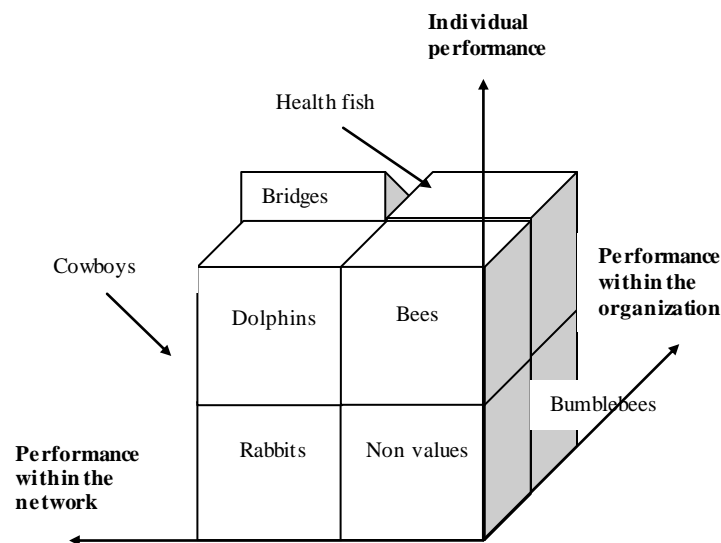 Individual
performance
Health fish
Bridges
Cowboys
Performance
within the
organization
Dolphins
Bees
Bumblebees
Performance
within the
network
Rabbits
Non values